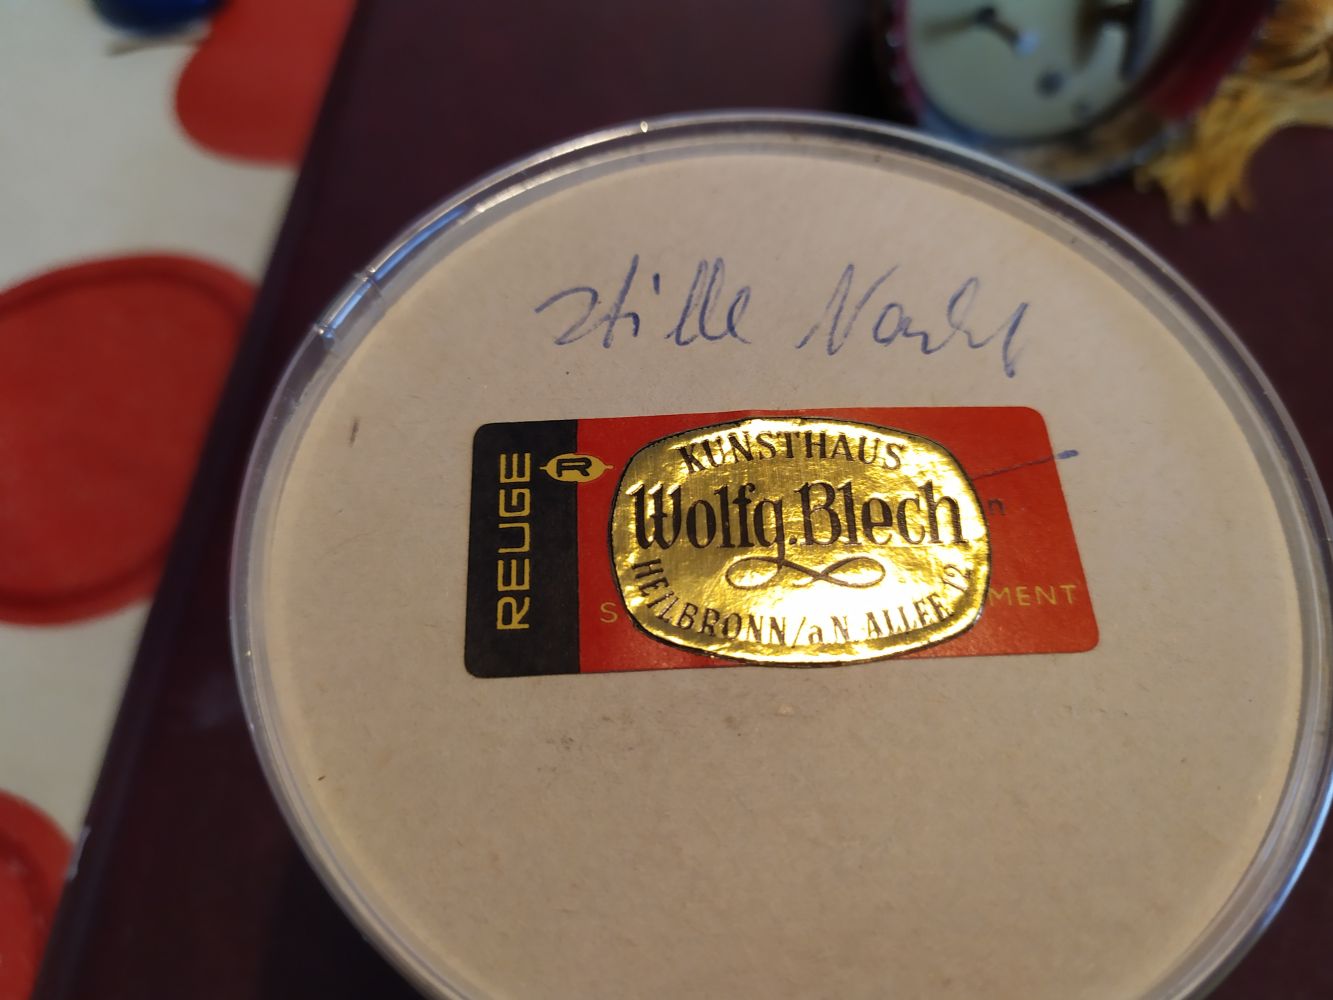 Stille Nacht
REUGE
R
KUNSTHAUS
Wolfg. Blech
HEILBRONN/a N. ALLEE 12
n
S MENT